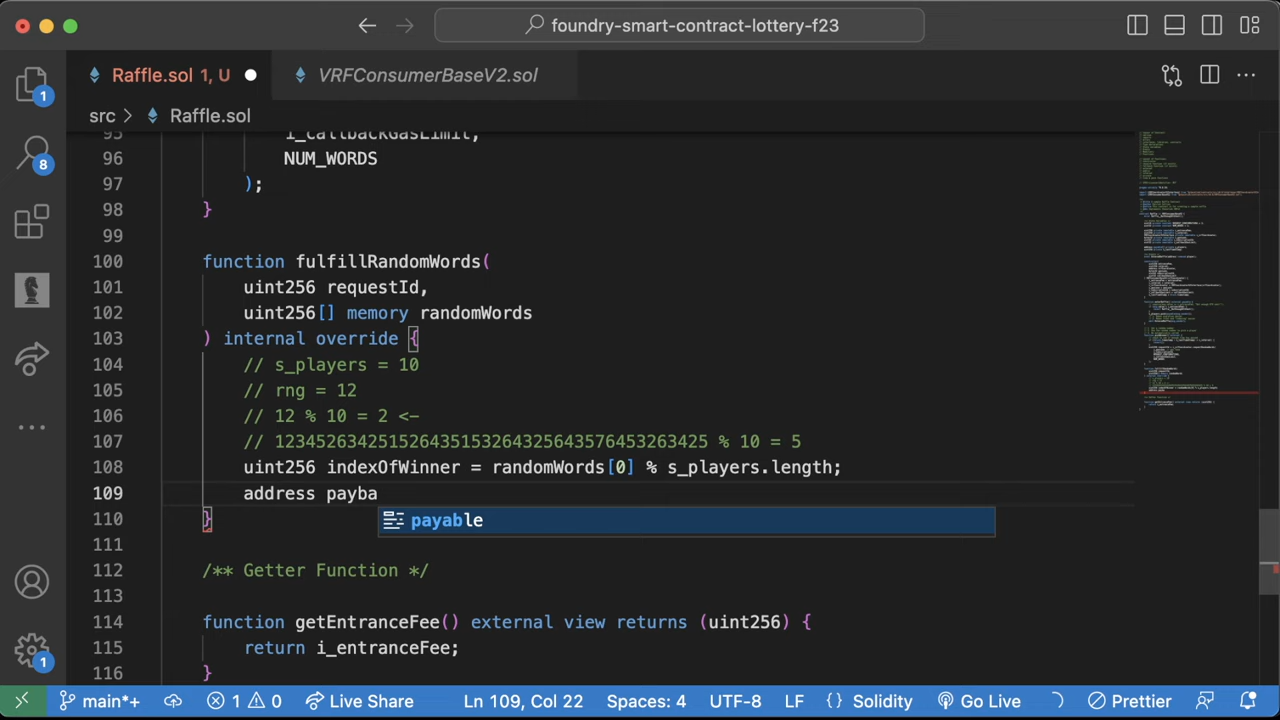 foundry-smart-contract-lottery-f23
Raffle.sol 1, U
VRFConsumerBaseV2.sol
src > Raffle.sol
95 i_callbackGasLimit,
96 NUM_WORDS
97 );
98 }
99
100 function fulfillRandomWords(
101 uint256 requestId,
102 uint256[] memory randomWords
103 ) internal override {
104 // s_players = 10
105 // rng = 12
106 // 12 % 10 = 2 <-
107 // 123452634251526435153264325643576453263425 % 10 = 5
108 uint256 indexOfWinner = randomWords[0] % s_players.length;
109 address payba
payable
110 }
111
112 /** Getter Function */
113
114 function getEntranceFee() external view returns (uint256) {
115 return i_entranceFee;
116 }
1
8
1
main*+ 1 0 Live Share Ln 109, Col 22 Spaces: 4 UTF-8 LF {} Solidity Go Live Prettier